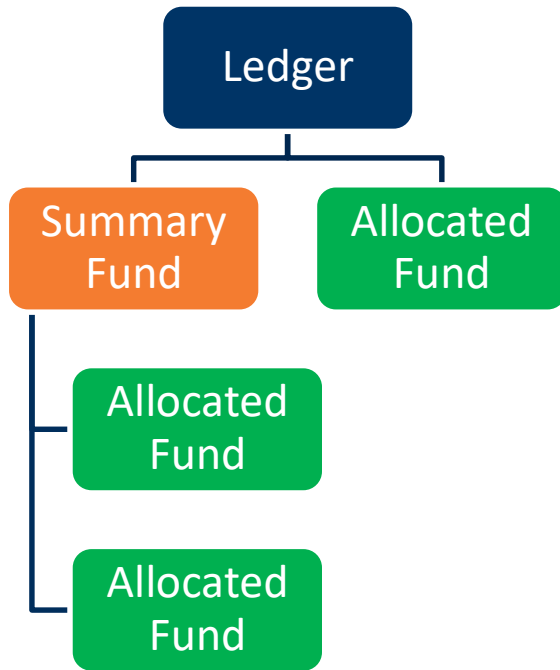 Ledger
Summary
Fund
Allocated
Fund
Allocated
Fund
Allocated
Fund